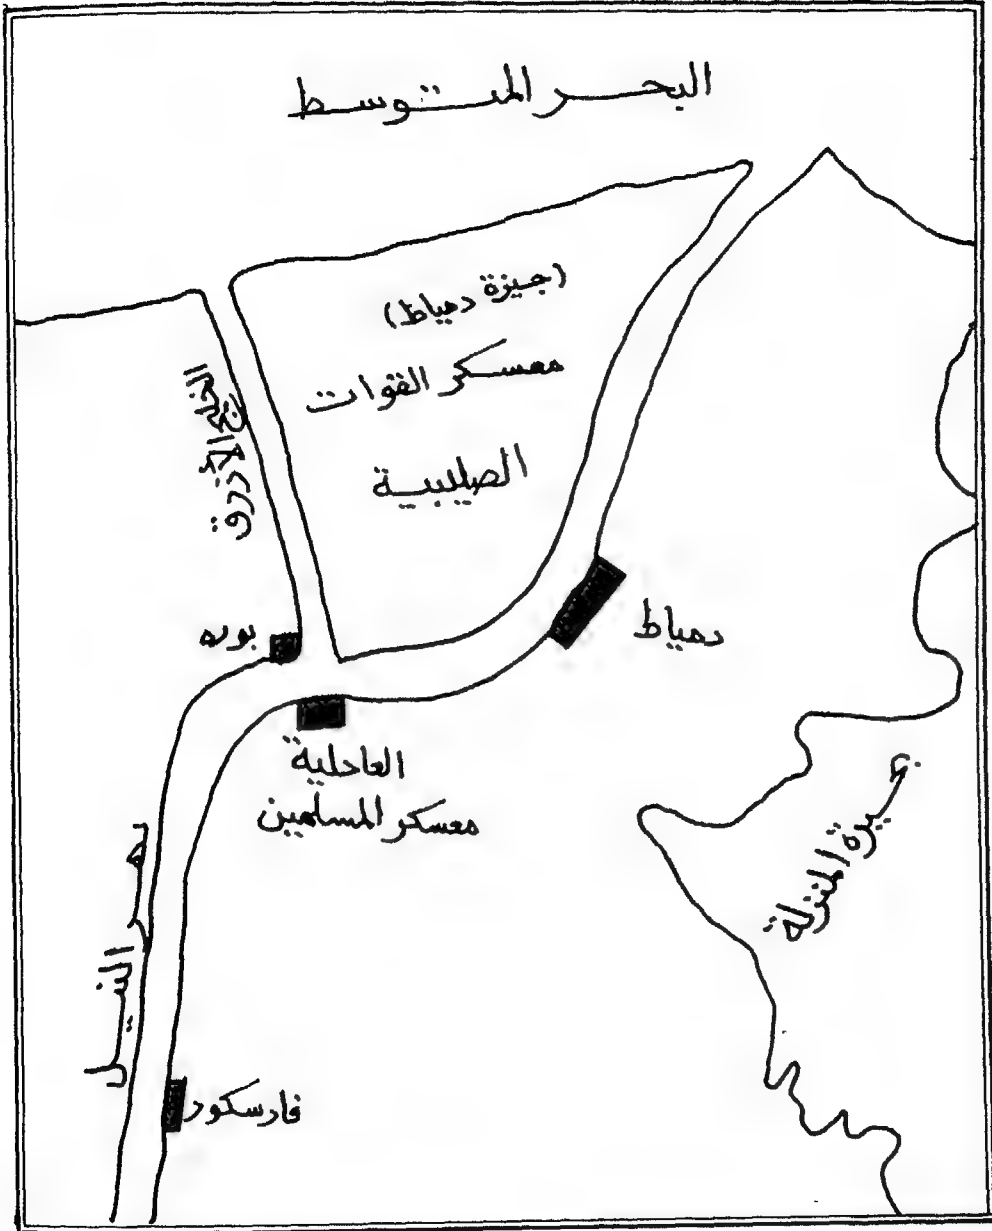 البحر المتوسط
(جيزة دمياط)
معسكر القوات
الصليبية
الخليج الأزرق
بوره
دمياط
العادلية
معسكر المسلمين
بحيرة المنزلة
نهر النيل
فارسكور